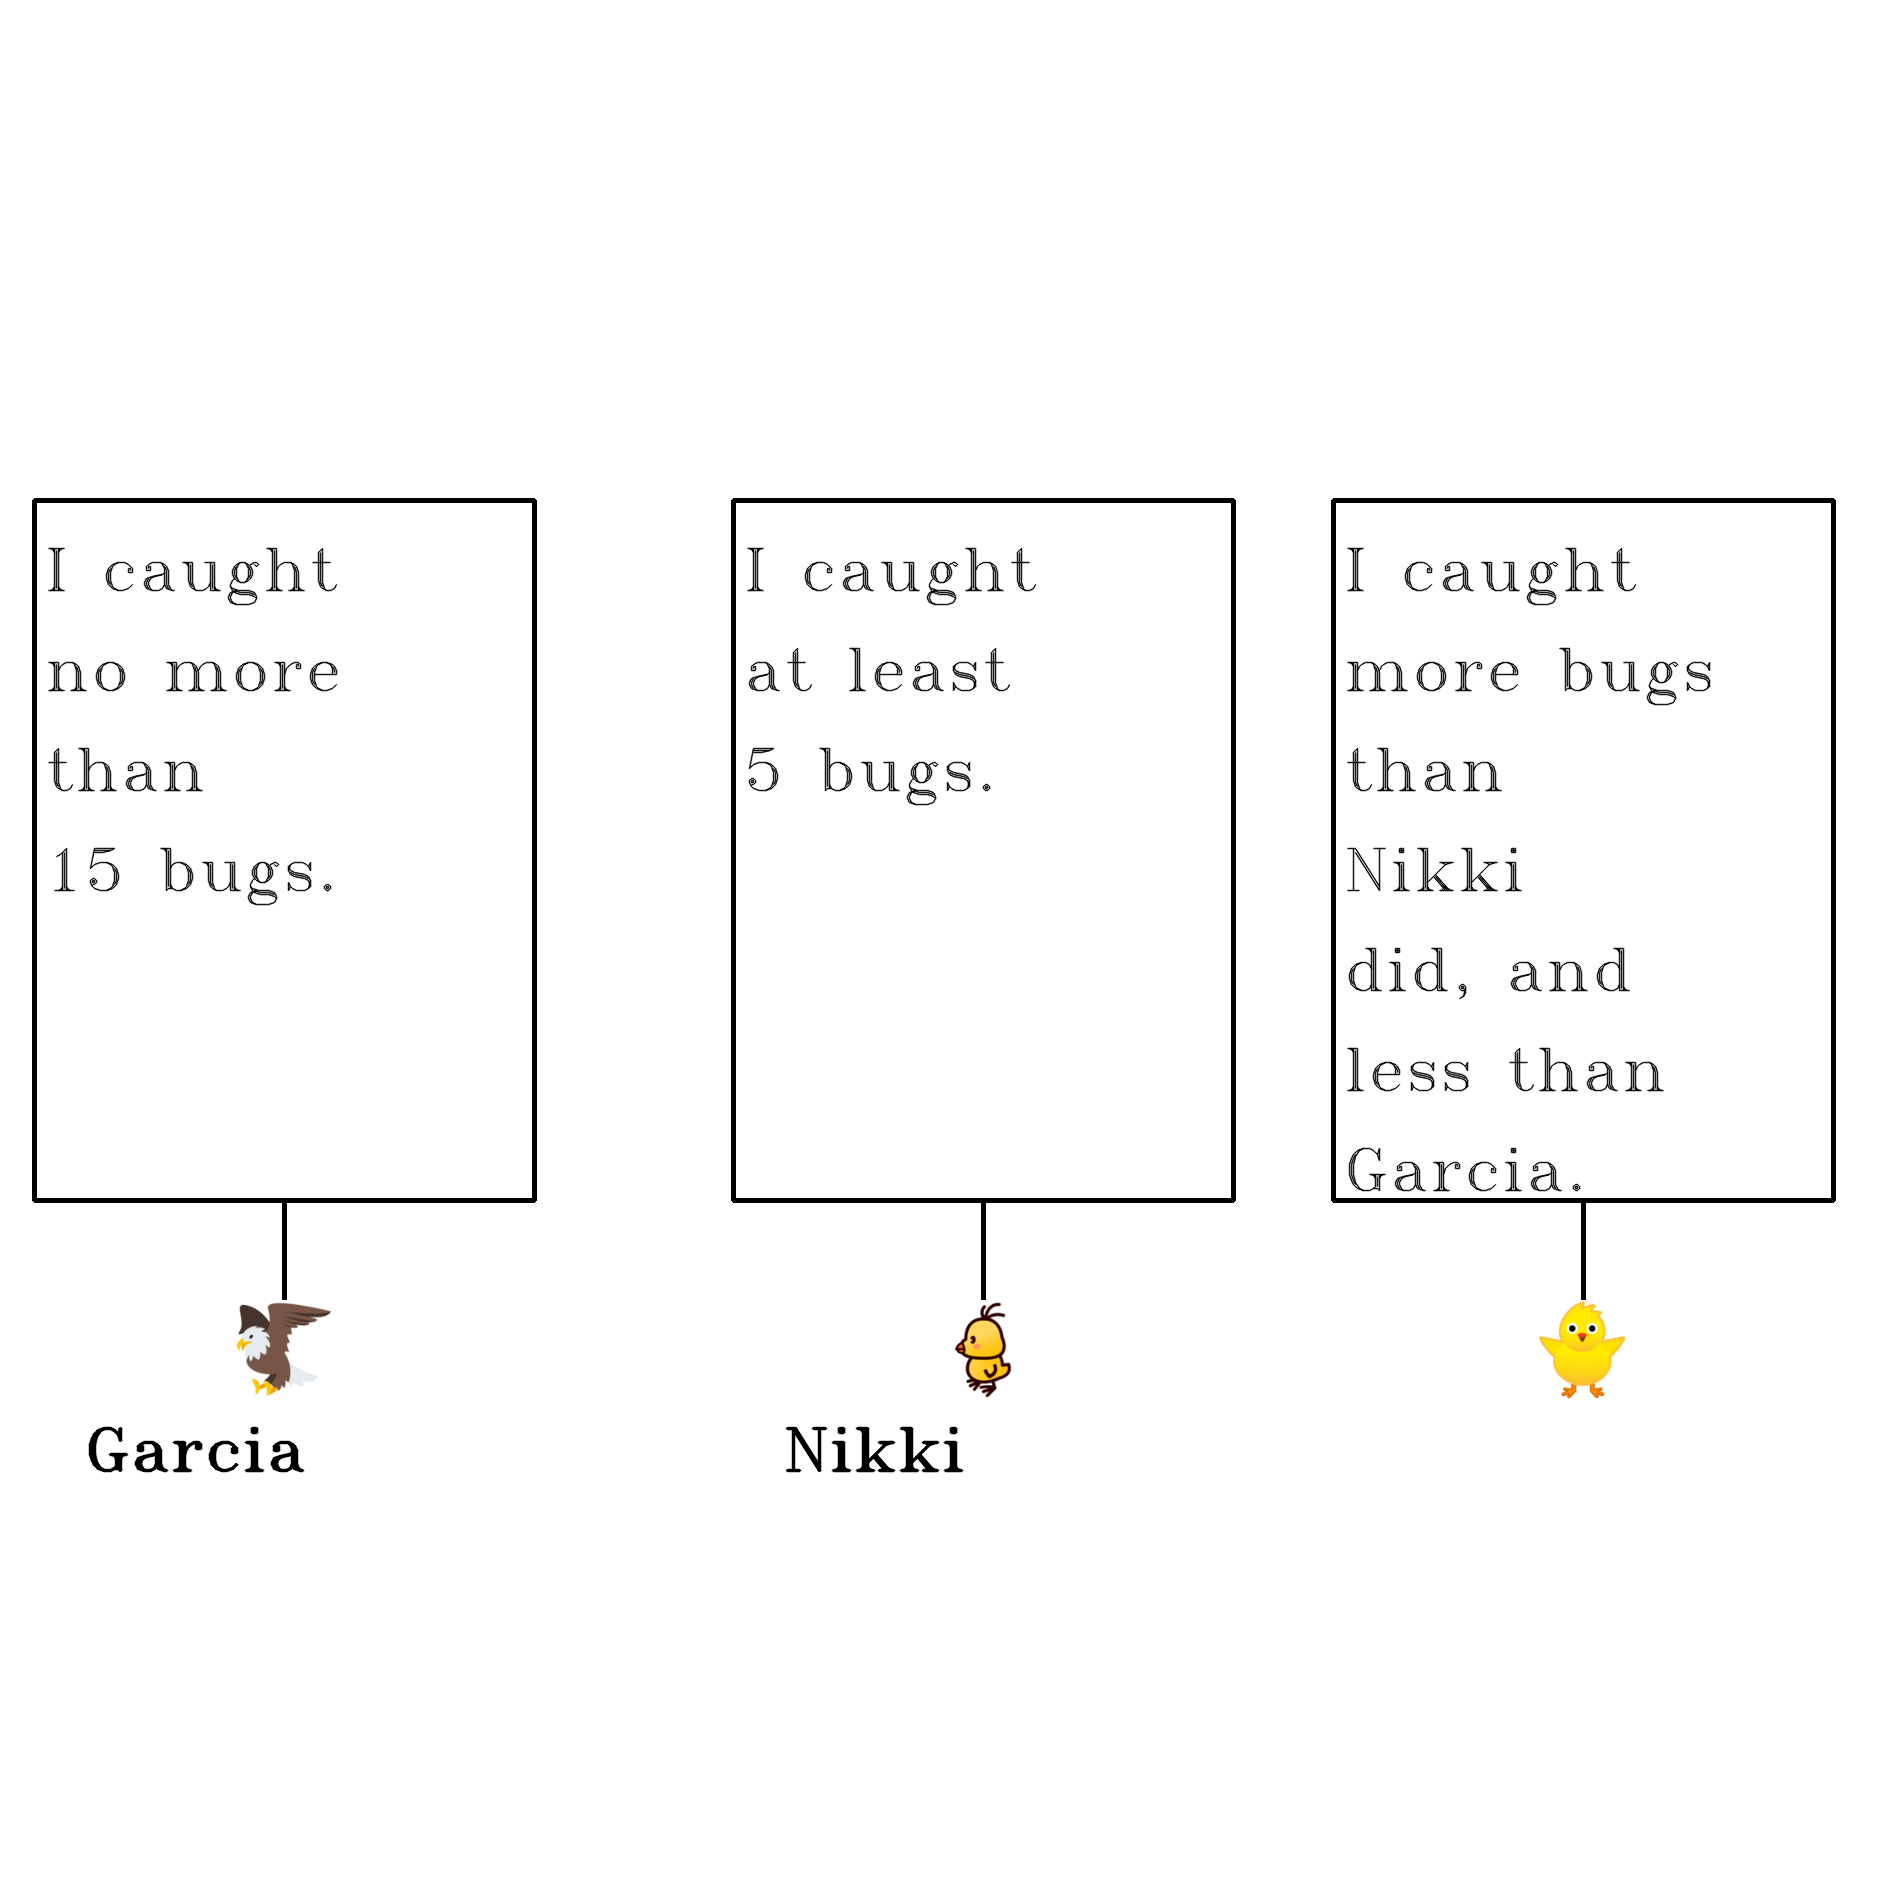 I caught
no more
than
15 bugs.
Garcia
I caught
at least
5 bugs.
Nikki
I caught
more bugs
than
Nikki
did, and
less than
Garcia.